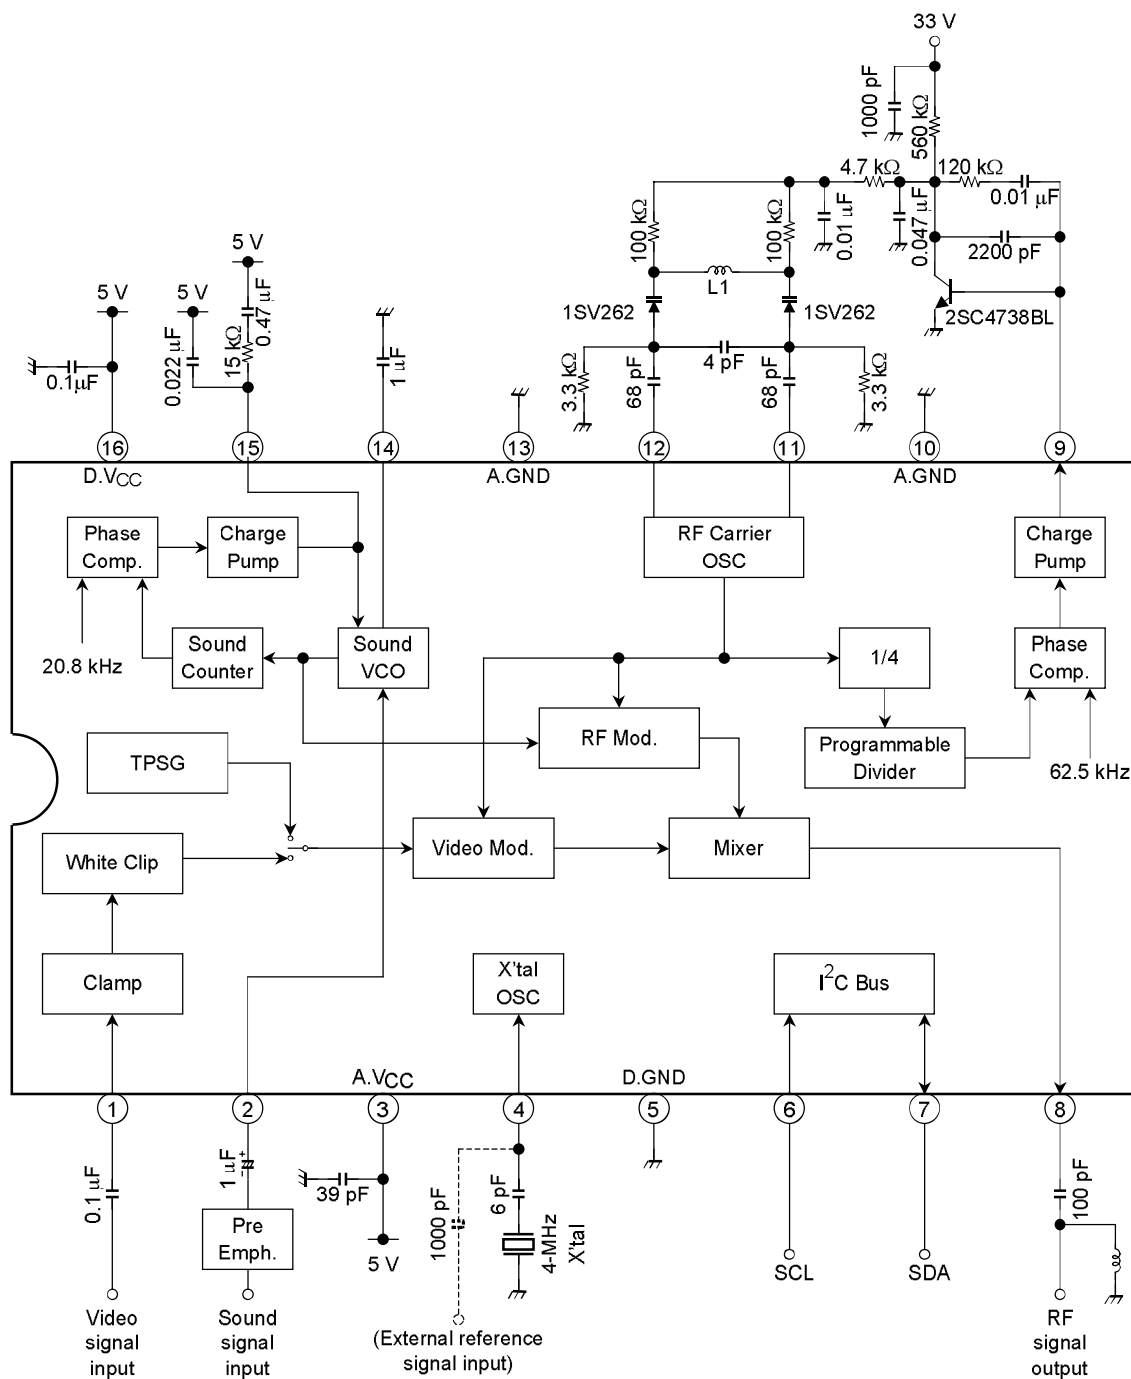 33 V
1000 pF
560 kΩ
4.7 kΩ
120 kΩ
0.01 µF
100 kΩ
100 kΩ
0.01 µF
0.047 µF
2200 pF
5 V
5 V
5 V
L1
1SV262
1SV262
2SC4738BL
0.1µF
0.022 µF
15 kΩ
0.47 µF
1 µF
3.3 kΩ
68 pF
4 pF
68 pF
3.3 kΩ
16
15
14
13
12
11
10
9
D.VCC
A.GND
A.GND
Phase
Comp.
Charge
Pump
RF Carrier
OSC
Charge
Pump
20.8 kHz
Sound
Counter
Sound
VCO
1/4
Phase
Comp.
TPSG
RF Mod.
Programmable
Divider
62.5 kHz
White Clip
Video Mod.
Mixer
Clamp
X'tal
OSC
I2C Bus
A.VCC
D.GND
1
2
3
4
5
6
7
8
0.1 µF
1 µF
+
-
39 pF
1000 pF
6 pF
4-MHz
X'tal
100 pF
Pre
Emph.
5 V
SCL
SDA
Video
signal
input
Sound
signal
input
(External reference
signal input)
RF
signal
output